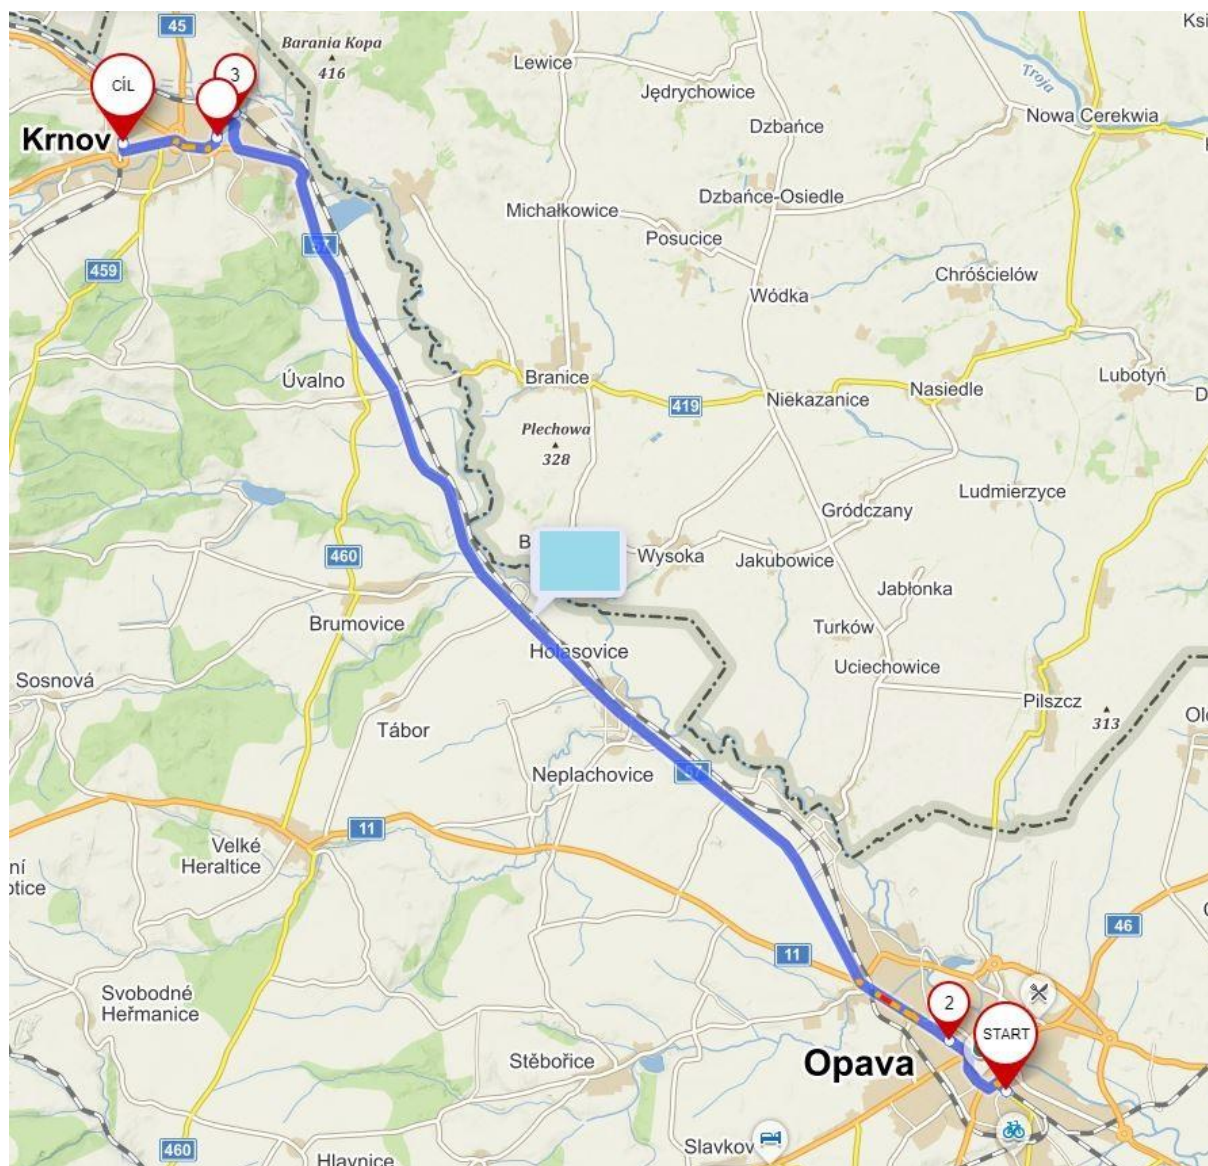 45
Barania Kopa
416
Lewice
Jędrychowice
Troja
Nowa Cerekwia
Dzbańce
3
CÍL
Krnov
Dzbańce-Osiedle
Michałkowice
Posucice
57
459
Chróścielów
Wódka
Úvalno
Branice
419
Niekazanice
Nasiedle
Lubotyń
Plechowa
328
Ludmierzyce
Gródczany
460
Wysoka
Jakubowice
Jabłonka
Brumovice
Turków
Holasovice
Uciechowice
Sosnová
Pilszcz
313
Tábor
Neplachovice
57
11
Velké
Heraltice
46
11
Svobodné
Heřmanice
2
START
Opava
Stěbořice
Slavkov
460
Hlavnice